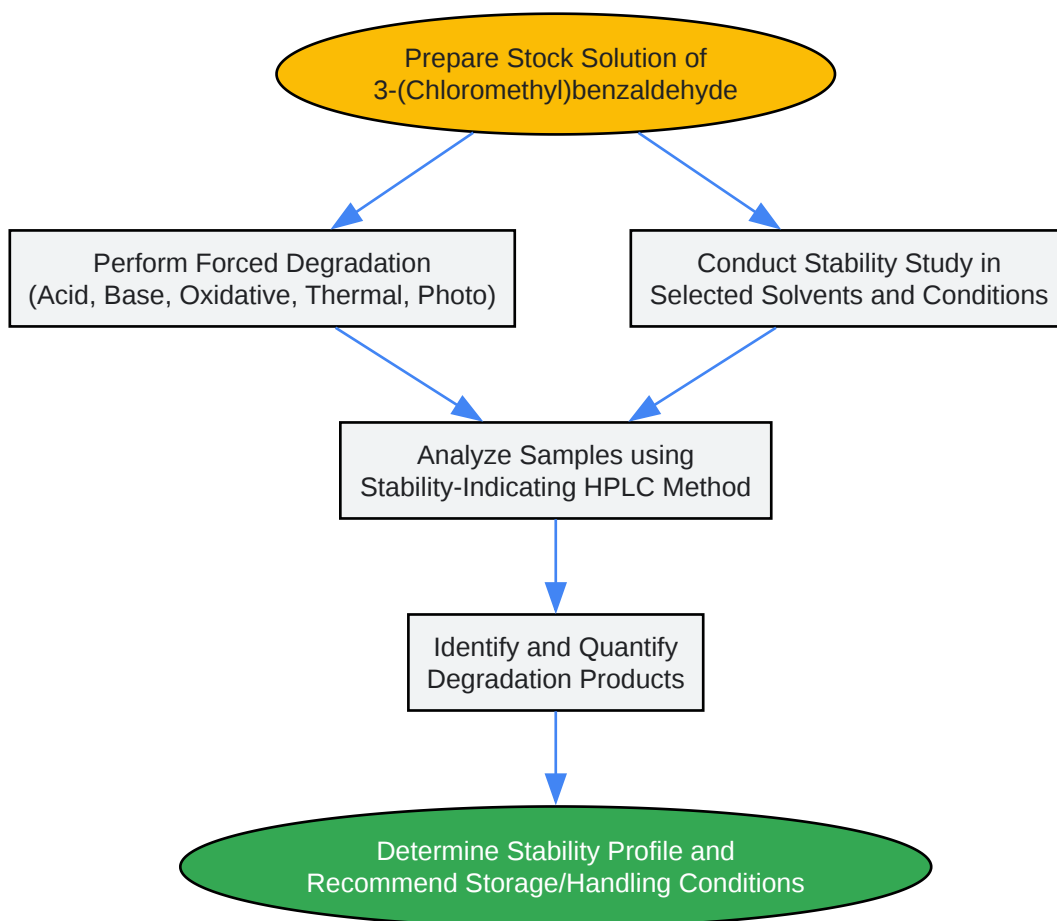 Prepare Stock Solution of
3-(Chloromethyl)benzaldehyde
Perform Forced Degradation
(Acid, Base, Oxidative, Thermal, Photo)
Conduct Stability Study in
Selected Solvents and Conditions
Analyze Samples using
Stability-Indicating HPLC Method
Identify and Quantify
Degradation Products
Determine Stability Profile and
Recommend Storage/Handling Conditions